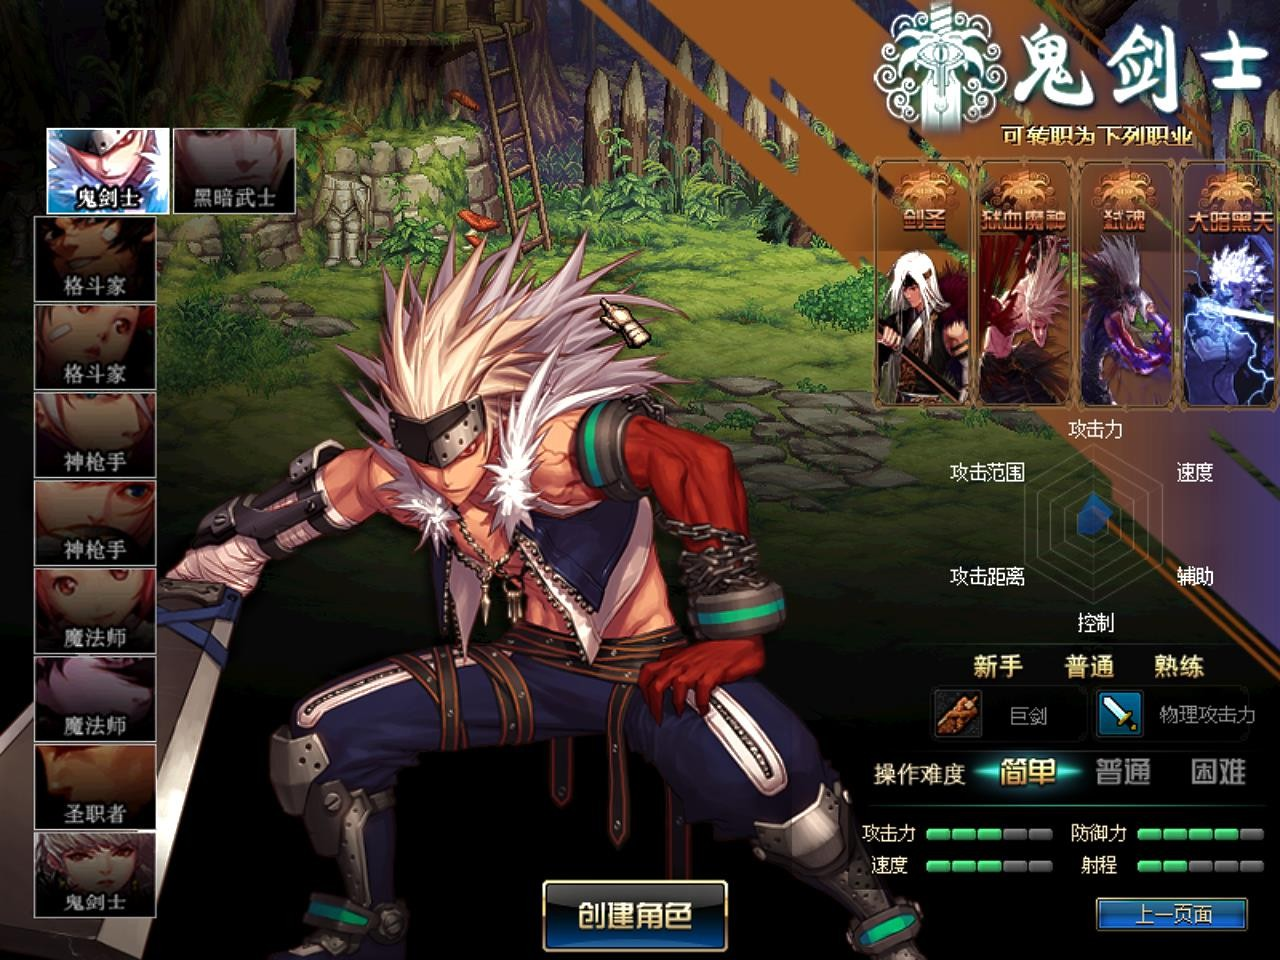 鬼剑士
可转职为下列职业
剑圣 狱血魔神 弑魂 大暗黑天
鬼剑士 黑暗武士
格斗家
格斗家
神枪手
神枪手
魔法师
魔法师
圣职者
鬼剑士
攻击力
攻击范围 速度
攻击距离 辅助
控制
新手 普通 熟练
巨剑 物理攻击力
操作难度 简单 普通 困难
攻击力 防御力
速度 射程
创建角色
上一页面